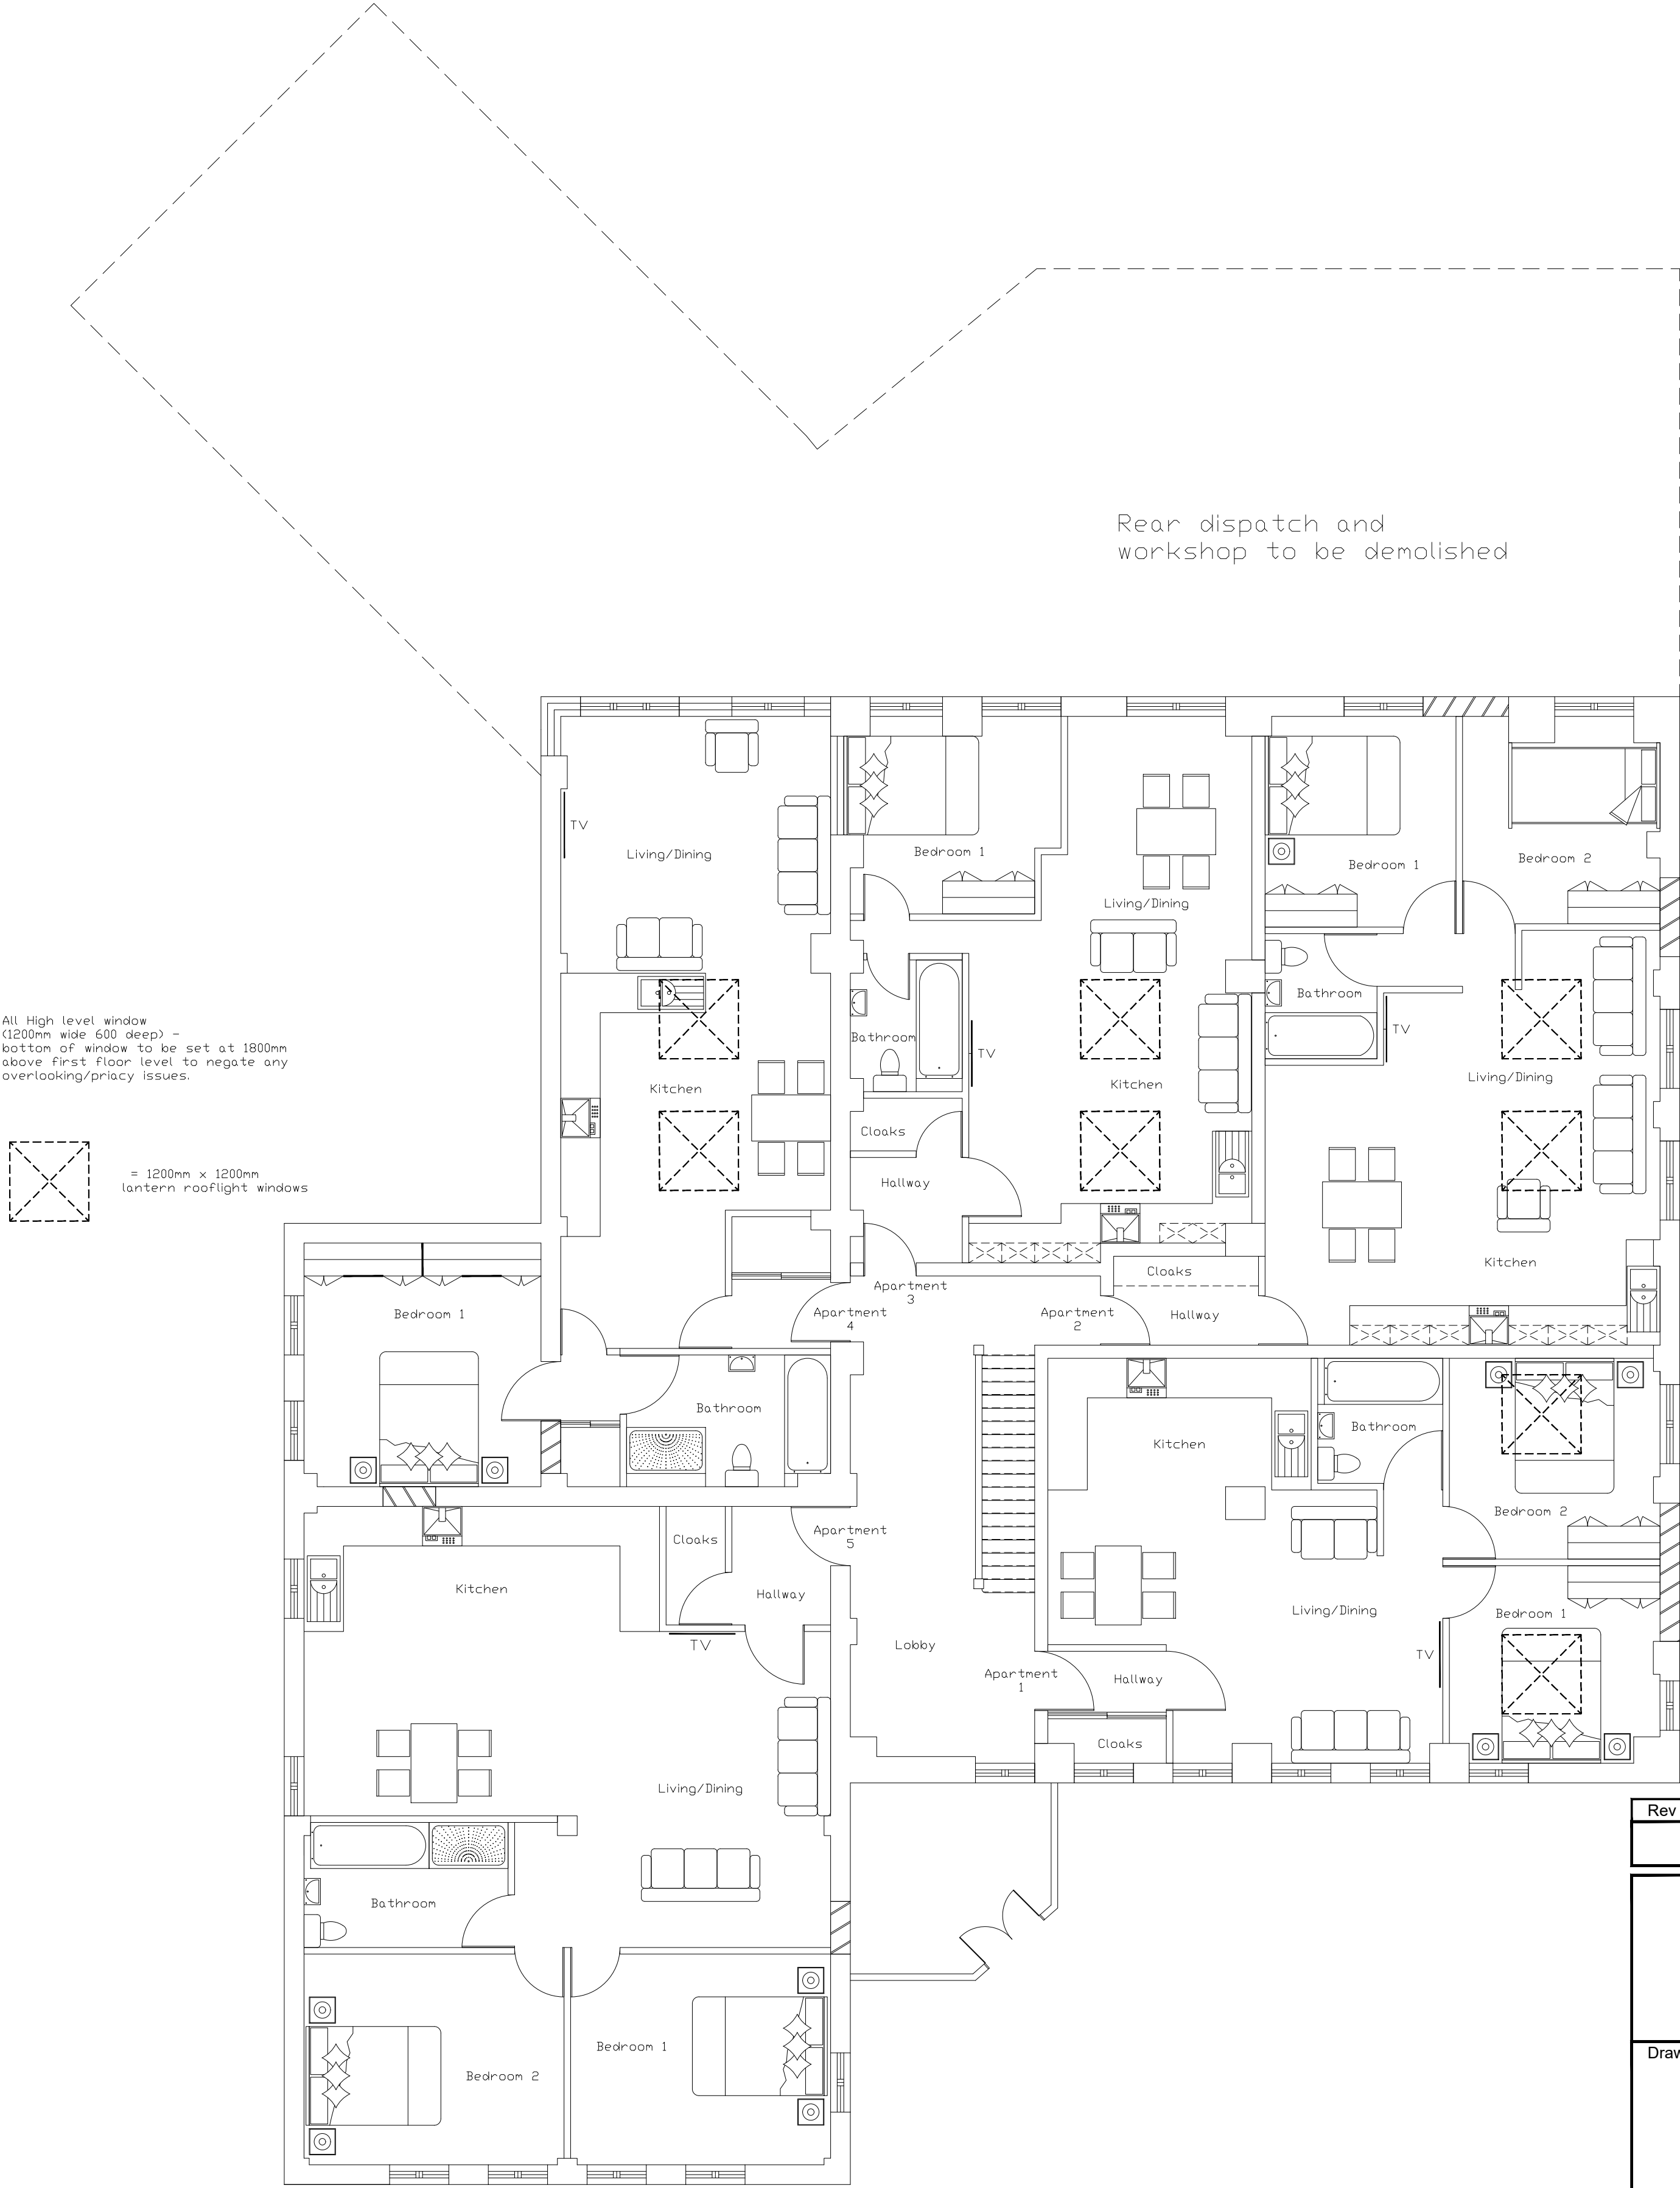 Rear dispatch and
workshop to be demolished
TV
Living/Dining
Bedroom 1
Living/Dining
Bedroom 1
Bedroom 2
All High level window
(1200mm wide 600 deep) -
bottom of window to be set at 1800mm
above first floor level to negate any
overlooking/priacy issues.
= 1200mm x 1200mm
lantern rooflight windows
Kitchen
Bathroom
TV
Kitchen
Cloaks
Hallway
Bathroom
TV
Living/Dining
Kitchen
Cloaks
Hallway
Apartment
3
Apartment
4
Apartment
2
Bedroom 1
Bathroom
Kitchen
Bathroom
Bedroom 2
Apartment
5
Cloaks
Hallway
Kitchen
TV
Lobby
Living/Dining
Bedroom 1
TV
Apartment
1
Hallway
Cloaks
Living/Dining
Bathroom
Bedroom 1
Bedroom 2
Rev
Draw